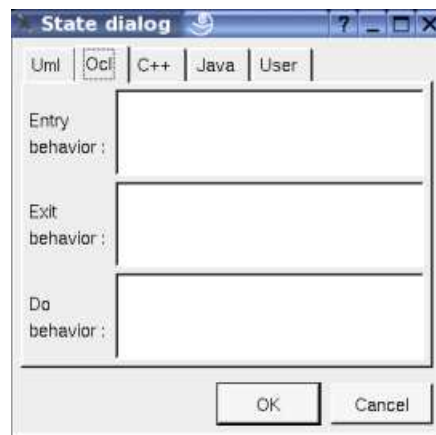 State dialog ?
Uml Ocl C++ Java User
Entry
behavior :
Exit
behavior :
Do
behavior :
OK Cancel